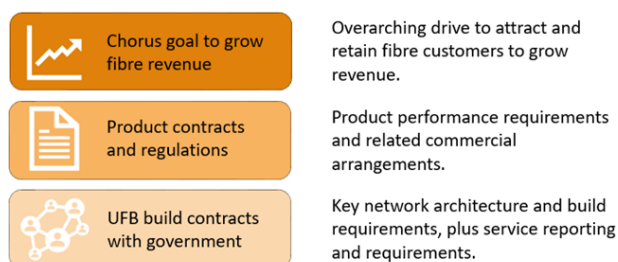 Chorus goal to grow
fibre revenue
Overarching drive to attract and
retain fibre customers to grow
revenue.
Product contracts
and regulations
Product performance requirements
and related commercial
arrangements.
UFB build contracts
with government
Key network architecture and build
requirements, plus service reporting
and requirements.